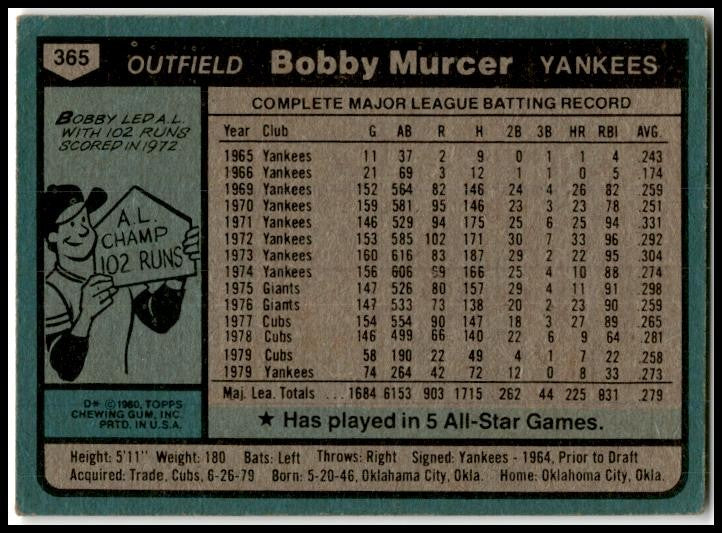 365 OUTFIELD Bobby Murcer YANKEES
BOBBY LED A.L.
WITH 102 RUNS
SCORED IN 1972
A.L.
CHAMP
102 RUNS
D* © 1980, TOPPS
CHEWING GUM, INC.
PRTD. IN U.S.A.
COMPLETE MAJOR LEAGUE BATTING RECORD
Year Club G AB R H 2B 3B HR RBI AVG.
1965 Yankees 11 37 2 9 0 1 1 4 .243
1966 Yankees 21 69 3 12 1 1 0 5 .174
1969 Yankees 152 564 82 146 24 4 26 82 .259
1970 Yankees 159 581 95 146 23 3 23 78 .251
1971 Yankees 146 529 94 175 25 6 25 94 .331
1972 Yankees 153 585 102 171 30 7 33 96 .292
1973 Yankees 160 616 83 187 29 2 22 95 .304
1974 Yankees 156 606 69 166 25 4 10 88 .274
1975 Giants 147 526 80 157 29 4 11 91 .298
1976 Giants 147 533 73 138 20 2 23 90 .259
1977 Cubs 154 554 90 147 18 3 27 89 .265
1978 Cubs 146 499 66 140 22 6 9 64 .281
1979 Cubs 58 190 22 49 4 1 7 22 .258
1979 Yankees 74 264 42 72 12 0 8 33 .273
Maj. Lea. Totals ... 1684 6153 903 1715 262 44 225 931 .279
★ Has played in 5 All-Star Games.
Height: 5'11" Weight: 180 Bats: Left Throws: Right Signed: Yankees - 1964, Prior to Draft
Acquired: Trade, Cubs, 6-26-79 Born: 5-20-46, Oklahoma City, Okla. Home: Oklahoma City, Okla.